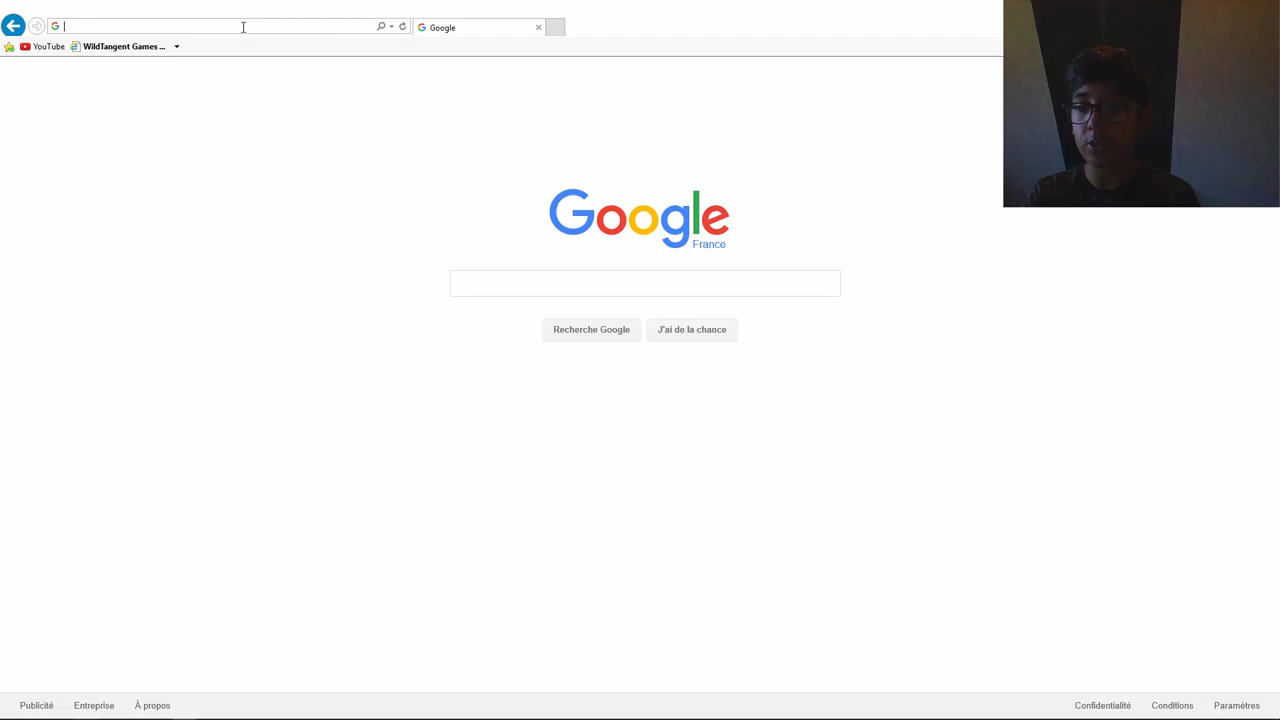 Google
YouTube
WildTangent Games ...
Google
France
Recherche Google
J'ai de la chance
Publicité
Entreprise
À propos
Confidentialité
Conditions
Paramètres